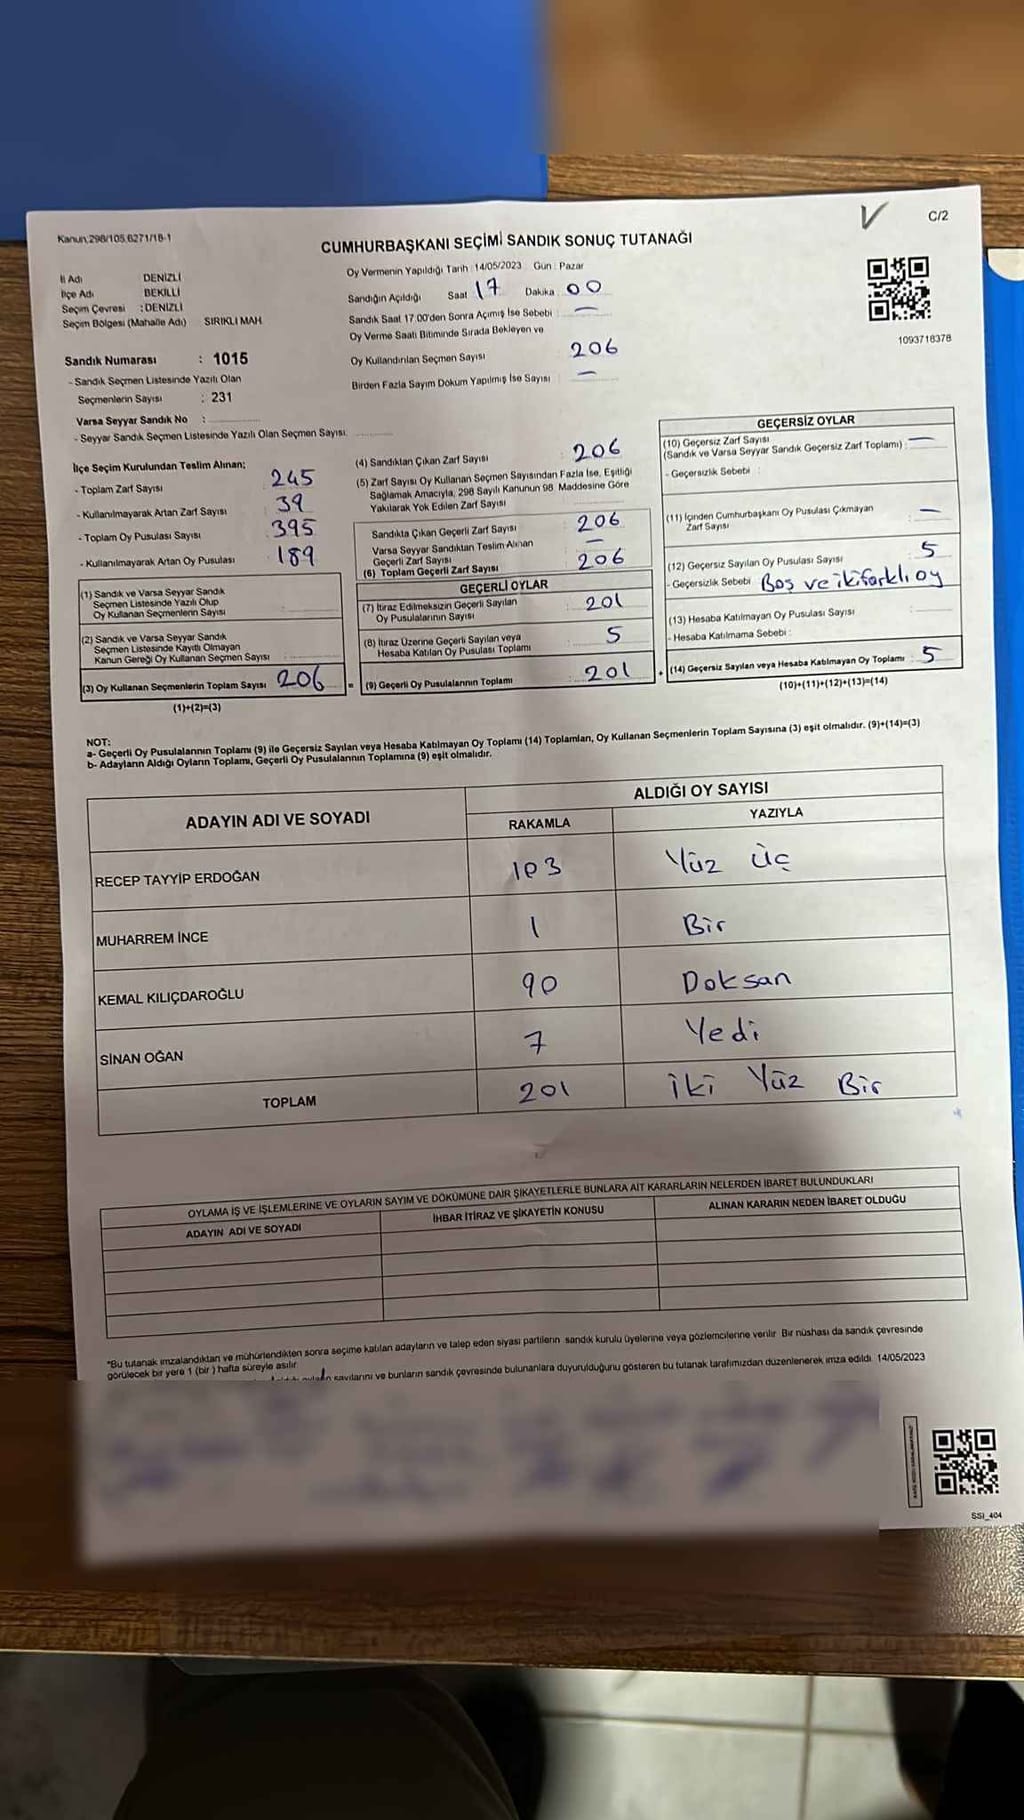 Kanun;298/105,6271/18-1
C/2
CUMHURBAŞKANI SEÇİMİ SANDIK SONUÇ TUTANAĞI
İl Adı DENİZLİ
İlçe Adı BEKİLLİ
Seçim Çevresi : DENİZLİ
Seçim Bölgesi (Mahalle Adı) SIRIKLI MAH.
Sandık Numarası : 1015
- Sandık Seçmen Listesinde Yazılı Olan
Seçmenlerin Sayısı : 231
Varsa Seyyar Sandık No :
- Seyyar Sandık Seçmen Listesinde Yazılı Olan Seçmen Sayısı:
Oy Vermenin Yapıldığı Tarih : 14/05/2023 Gün : Pazar
Sandığın Açıldığı Saat 17 Dakika 00
Sandık Saat 17:00'den Sonra Açımış İse Sebebi : —
Oy Verme Saati Bitiminde Sırada Bekleyen ve
Oy Kullandırılan Seçmen Sayısı 206
Birden Fazla Sayım Döküm Yapılmış İse Sayısı : —
1093718378
İlçe Seçim Kurulundan Teslim Alınan;
- Toplam Zarf Sayısı : 245
- Kullanılmayarak Artan Zarf Sayısı : 39
- Toplam Oy Pusulası Sayısı : 395
- Kullanılmayarak Artan Oy Pusulası : 189
(1) Sandık ve Varsa Seyyar Sandık
Seçmen Listesinde Yazılı Olup
Oy Kullanan Seçmenlerin Sayısı :
(2) Sandık ve Varsa Seyyar Sandık
Seçmen Listesinde Kayıtlı Olmayan
Kanun Gereği Oy Kullanan Seçmen Sayısı :
(3) Oy Kullanan Seçmenlerin Toplam Sayısı 206
(1)+(2)=(3)
(4) Sandıktan Çıkan Zarf Sayısı : 206
(5) Zarf Sayısı Oy Kullanan Seçmen Sayısından Fazla İse, Eşitliği
Sağlamak Amacıyla, 298 Sayılı Kanunun 98. Maddesine Göre
Yakılarak Yok Edilen Zarf Sayısı :
Sandıkta Çıkan Geçerli Zarf Sayısı : 206
Varsa Seyyar Sandıktan Teslim Alınan
Geçerli Zarf Sayısı : —
(6) Toplam Geçerli Zarf Sayısı : 206
GEÇERLİ OYLAR
(7) İtiraz Edilmeksizin Geçerli Sayılan
Oy Pusulalarının Sayısı : 201
(8) İtiraz Üzerine Geçerli Sayılan veya
Hesaba Katılan Oy Pusulası Toplamı : 5
= (9) Geçerli Oy Pusulalarının Toplamı : 201
GEÇERSİZ OYLAR
(10) Geçersiz Zarf Sayısı
(Sandık ve Varsa Seyyar Sandık Geçersiz Zarf Toplamı) : —
- Geçersizlik Sebebi :
(11) İçinden Cumhurbaşkanı Oy Pusulası Çıkmayan
Zarf Sayısı : —
(12) Geçersiz Sayılan Oy Pusulası Sayısı : 5
- Geçersizlik Sebebi : Boş ve iki farklı oy
(13) Hesaba Katılmayan Oy Pusulası Sayısı :
- Hesaba Katılmama Sebebi :
+ (14) Geçersiz Sayılan veya Hesaba Katılmayan Oy Toplamı : 5
(10)+(11)+(12)+(13)=(14)
NOT:
a- Geçerli Oy Pusulalarının Toplamı (9) ile Geçersiz Sayılan veya Hesaba Katılmayan Oy Toplamı (14) Toplamları, Oy Kullanan Seçmenlerin Toplam Sayısına (3) eşit olmalıdır. (9)+(14)=(3)
b- Adayların Aldığı Oyların Toplamı, Geçerli Oy Pusulalarının Toplamına (9) eşit olmalıdır.
ADAYIN ADI VE SOYADI
ALDIĞI OY SAYISI
RAKAMLA YAZIYLA
RECEP TAYYİP ERDOĞAN 103 Yüz Üç
MUHARREM İNCE 1 Bir
KEMAL KILIÇDAROĞLU 90 Doksan
SİNAN OĞAN 7 Yedi
TOPLAM 201 İki Yüz Bir
OYLAMA İŞ VE İŞLEMLERİNE VE OYLARIN SAYIM VE DÖKÜMÜNE DAİR ŞİKAYETLERLE BUNLARA AİT KARARLARIN NELERDEN İBARET BULUNDUKLARI
ADAYIN ADI VE SOYADI İHBAR İTİRAZ VE ŞİKAYETİN KONUSU ALINAN KARARIN NEDEN İBARET OLDUĞU
*Bu tutanak imzalandıktan ve mühürlendikten sonra seçime katılan adayların ve talep eden siyasi partilerin sandık kurulu üyelerine veya gözlemcilerine verilir. Bir nüshası da sandık çevresinde
görülecek bir yere 1 (bir) hafta süreyle asılır.
sayılarını ve bunların sandık çevresinde bulunanlara duyurulduğunu gösteren bu tutanak tarafımızdan düzenlenerek imza edildi. 14/05/2023
SSI_404